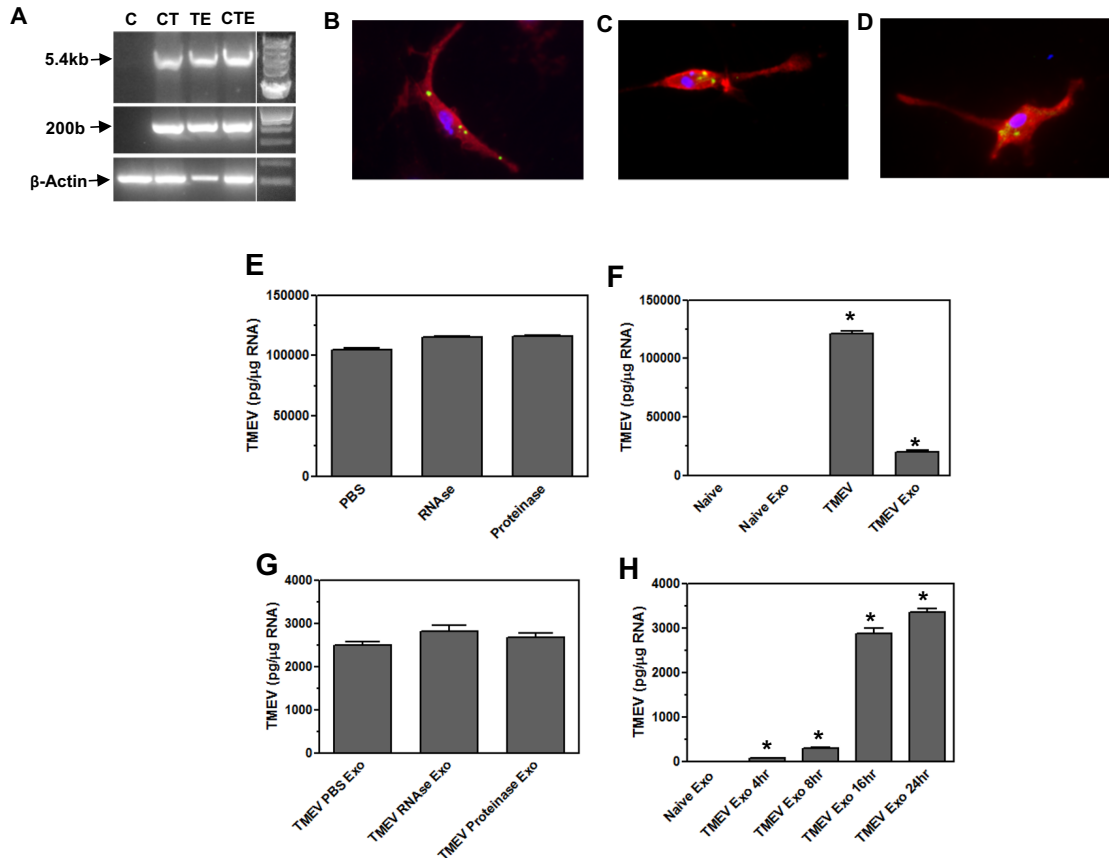 A
C CT TE CTE
5.4kb
200b
β-Actin
B
C
D
E
TMEV (pg/µg RNA)
150000
100000
50000
0
PBS
RNAse
Proteinase
F
TMEV (pg/µg RNA)
150000
100000
50000
0
*
*
Naive
Naive Exo
TMEV
TMEV Exo
G
TMEV (pg/µg RNA)
4000
3000
2000
1000
0
TMEV PBS Exo
TMEV RNAse Exo
TMEV Proteinase Exo
H
TMEV (pg/µg RNA)
4000
3000
2000
1000
0
*
*
*
*
Naive Exo
TMEV Exo 4hr
TMEV Exo 8hr
TMEV Exo 16hr
TMEV Exo 24hr